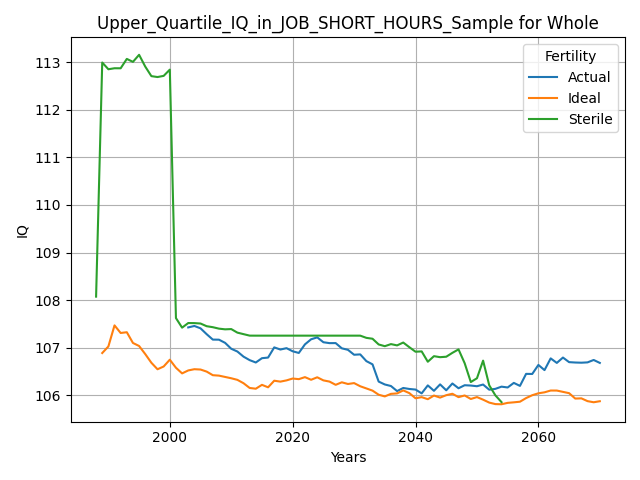 Upper_Quartile_IQ_in_JOB_SHORT_HOURS_Sample for Whole
Fertility
Actual
Ideal
Sterile
113
112
111
110
109
108
107
106
IQ
2000
2020
2040
2060
Years